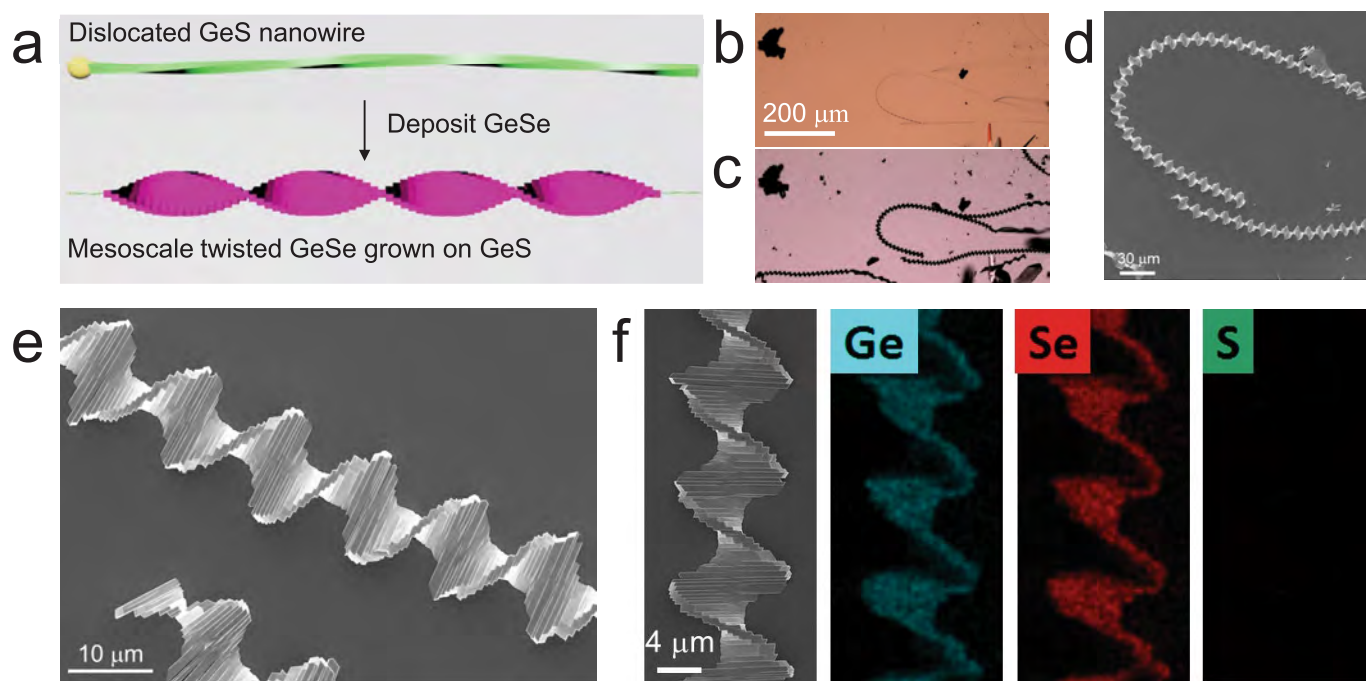 a
Dislocated GeS nanowire
Deposit GeSe
Mesoscale twisted GeSe grown on GeS
b
200 μm
c
d
30 μm
e
10 μm
f
Ge
Se
S
4 μm